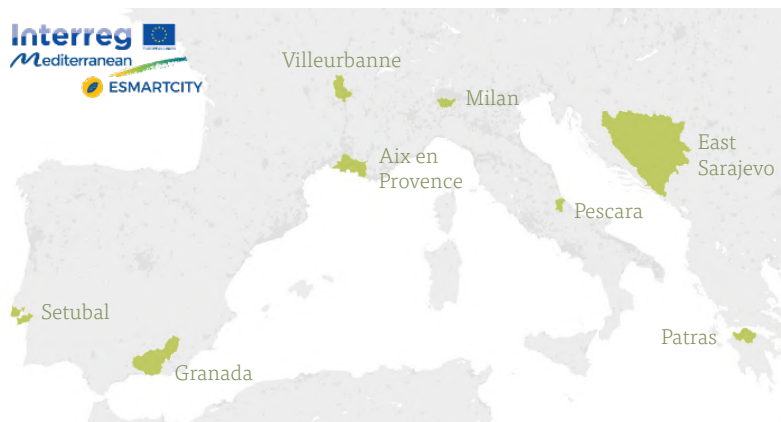 Interreg
Mediterranean
ESMARTCITY
Villeurbanne
Milan
East
Sarajevo
Aix en
Provence
Pescara
Setubal
Patras
Granada